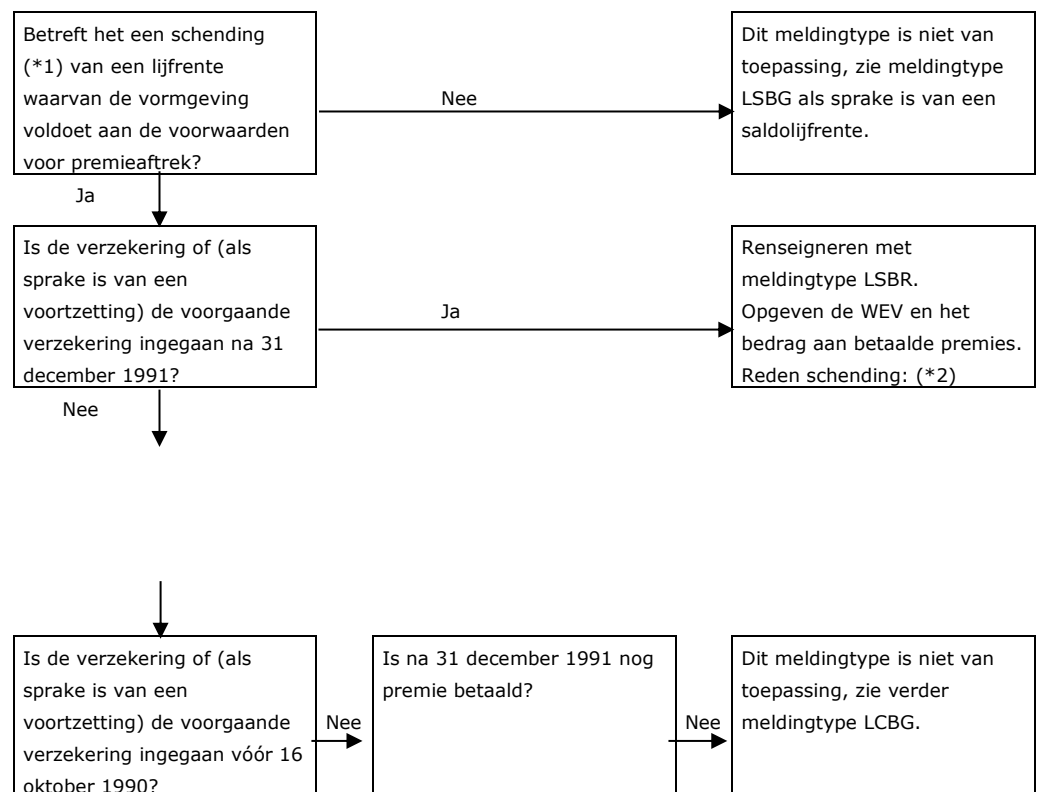 Betreft het een schending
(*1) van een lijfrente
waarvan de vormgeving
voldoet aan de voorwaarden
voor premieaftrek?
Nee
Dit meldingtype is niet van
toepassing, zie meldingtype
LSBG als sprake is van een
saldolijfrente.
Ja
Is de verzekering of (als
sprake is van een
voortzetting) de voorgaande
verzekering ingegaan na 31
december 1991?
Ja
Renseigneren met
meldingtype LSBR.
Opgeven de WEV en het
bedrag aan betaalde premies.
Reden schending: (*2)
Nee
Is de verzekering of (als
sprake is van een
voortzetting) de voorgaande
verzekering ingegaan vóór 16
oktober 1990?
Nee
Is na 31 december 1991 nog
premie betaald?
Nee
Dit meldingtype is niet van
toepassing, zie verder
meldingtype LCBG.